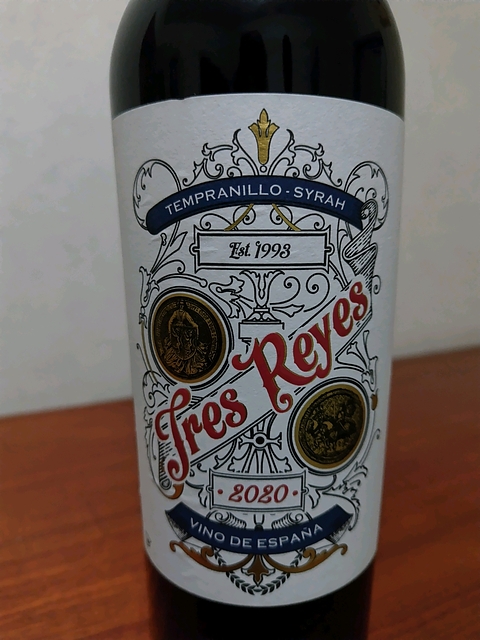 TEMPRANILLO - SYRAH
Est. 1993
Tres Reyes
·2020·
VINO DE ESPAÑA